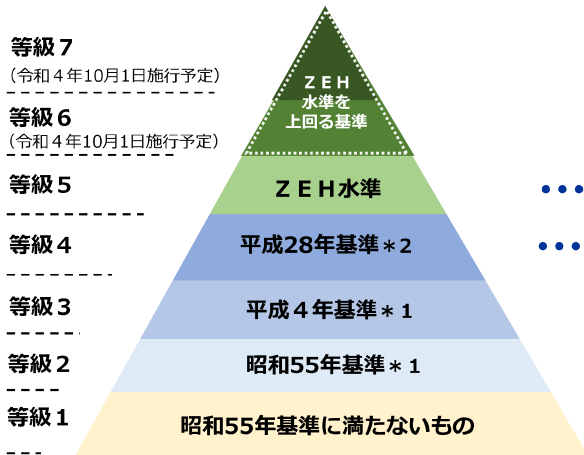 等級７
（令和４年10月1日施行予定）
ＺＥＨ
水準を
上回る基準
等級６
（令和４年10月1日施行予定）
等級５
ＺＥＨ水準
・・・
等級４
平成28年基準＊2
・・・
等級３
平成４年基準＊１
等級２
昭和55年基準＊１
等級１
昭和55年基準に満たないもの